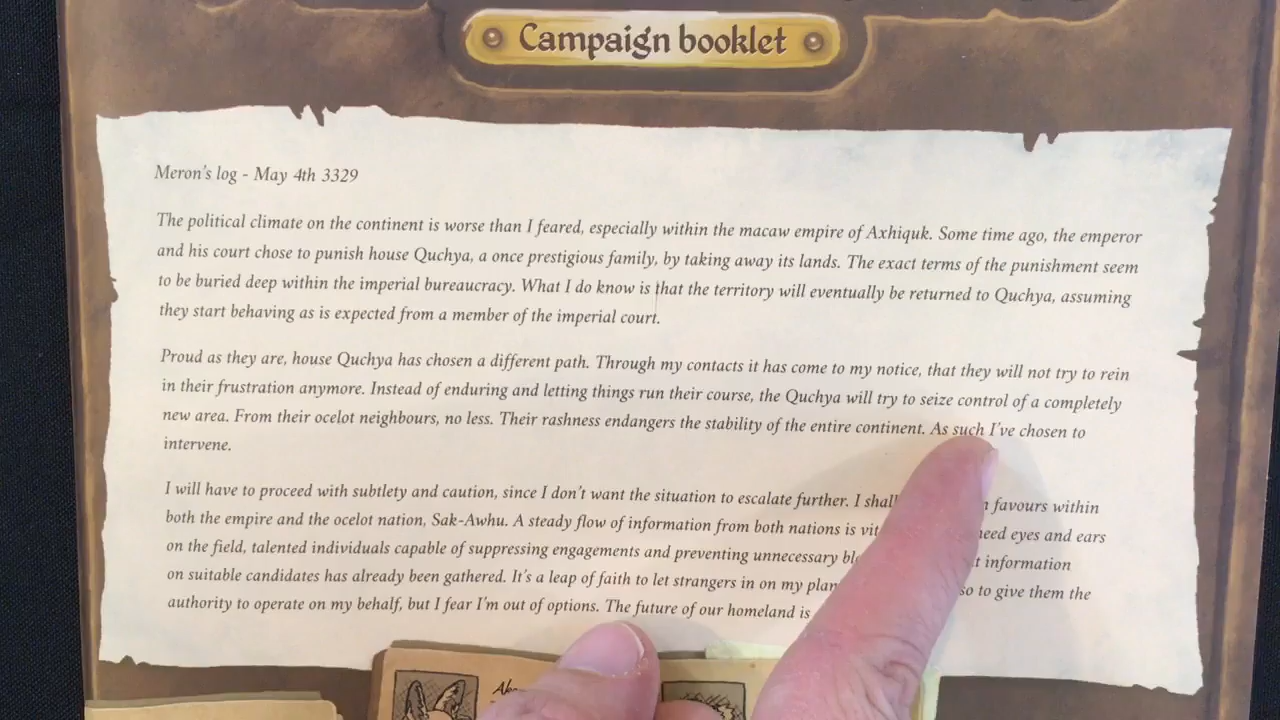 Campaign booklet
Meron's log - May 4th 3329
The political climate on the continent is worse than I feared, especially within the macaw empire of Axhiquk. Some time ago, the emperor
and his court chose to punish house Quchya, a once prestigious family, by taking away its lands. The exact terms of the punishment seem
to be buried deep within the imperial bureaucracy. What I do know is that the territory will eventually be returned to Quchya, assuming
they start behaving as is expected from a member of the imperial court.
Proud as they are, house Quchya has chosen a different path. Through my contacts it has come to my notice, that they will not try to rein
in their frustration anymore. Instead of enduring and letting things run their course, the Quchya will try to seize control of a completely
new area. From their ocelot neighbours, no less. Their rashness endangers the stability of the entire continent. As such I've chosen to
intervene.
I will have to proceed with subtlety and caution, since I don't want the situation to escalate further. I shall favours within
both the empire and the ocelot nation, Sak-Awhu. A steady flow of information from both nations is need eyes and ears
on the field, talented individuals capable of suppressing engagements and preventing unnecessary information
on suitable candidates has already been gathered. It's a leap of faith to let strangers in on my so to give them the
authority to operate on my behalf, but I fear I'm out of options. The future of our homeland is